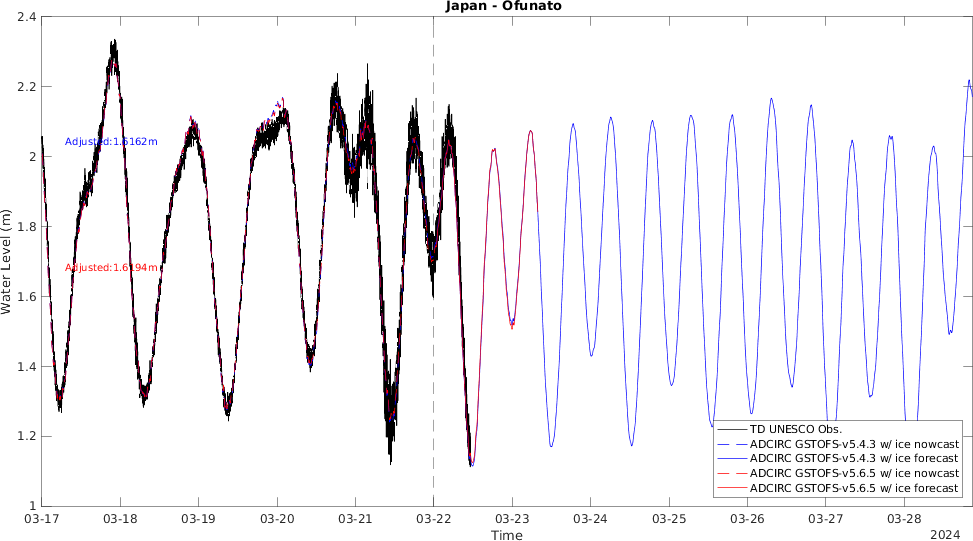 Japan - Ofunato
2.4
2.2
2
1.8
1.6
1.4
1.2
1
Water Level (m)
Adjusted:1.6162m
Adjusted:1.6194m
TD UNESCO Obs.
ADCIRC GSTOFS-v5.4.3 w/ ice nowcast
ADCIRC GSTOFS-v5.4.3 w/ ice forecast
ADCIRC GSTOFS-v5.6.5 w/ ice nowcast
ADCIRC GSTOFS-v5.6.5 w/ ice forecast
03-17 03-18 03-19 03-20 03-21 03-22 03-23 03-24 03-25 03-26 03-27 03-28
Time
2024